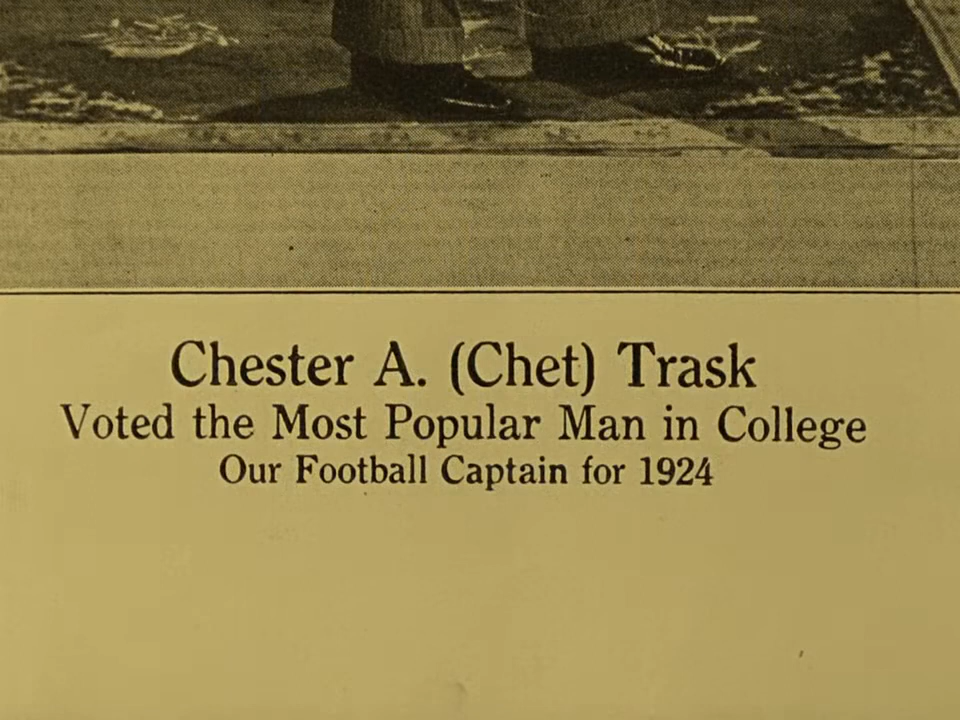 Chester A. (Chet) Trask
Voted the Most Popular Man in College
Our Football Captain for 1924